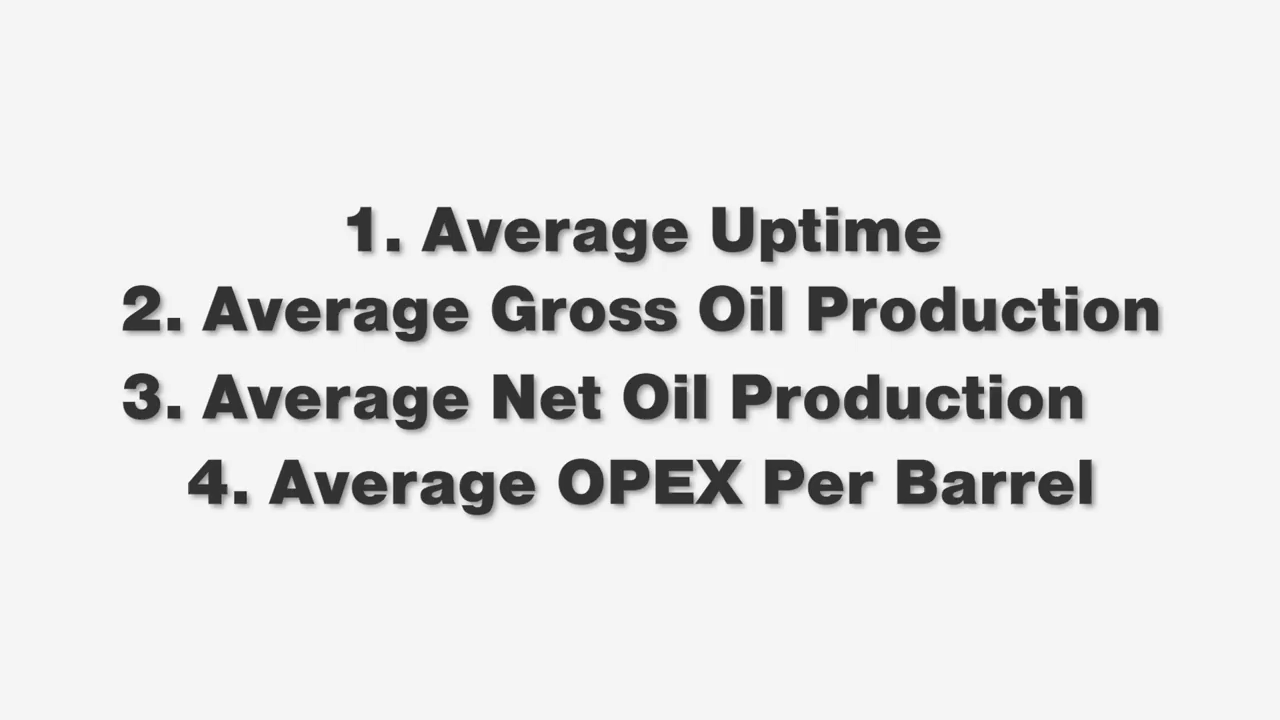 1. Average Uptime
2. Average Gross Oil Production
3. Average Net Oil Production
4. Average OPEX Per Barrel